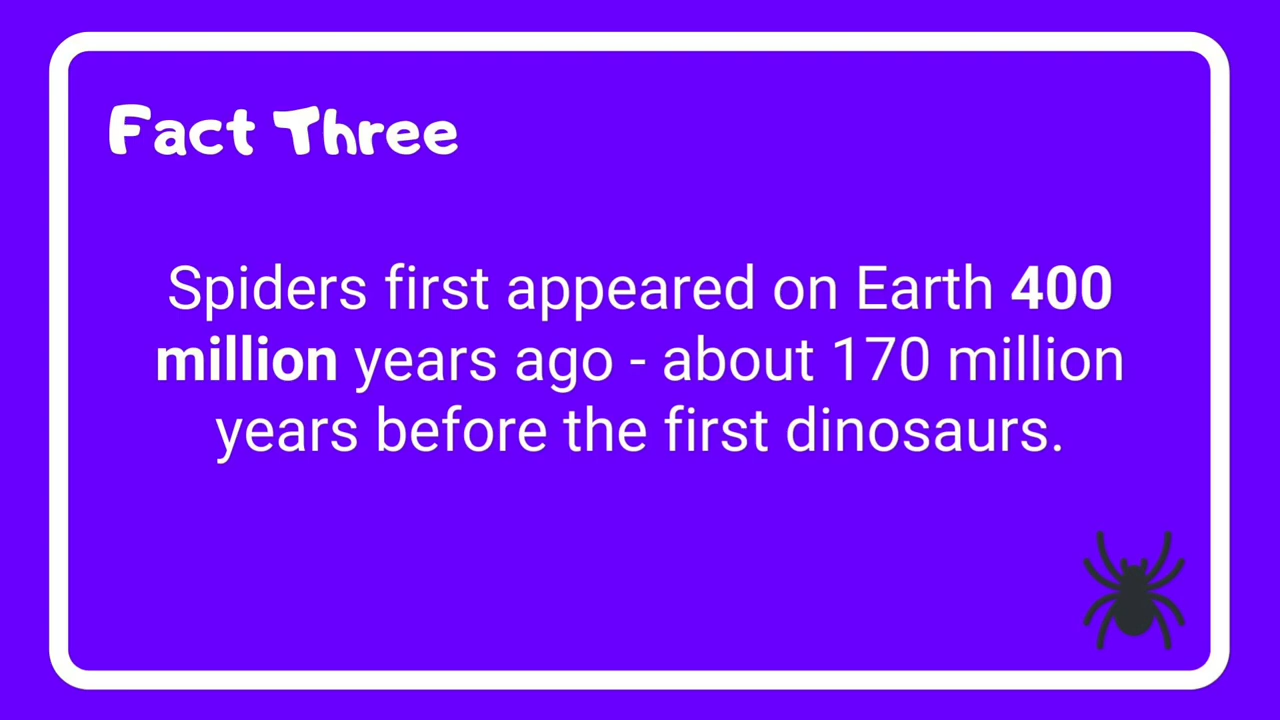 Fact Three
Spiders first appeared on Earth 400
million years ago - about 170 million
years before the first dinosaurs.